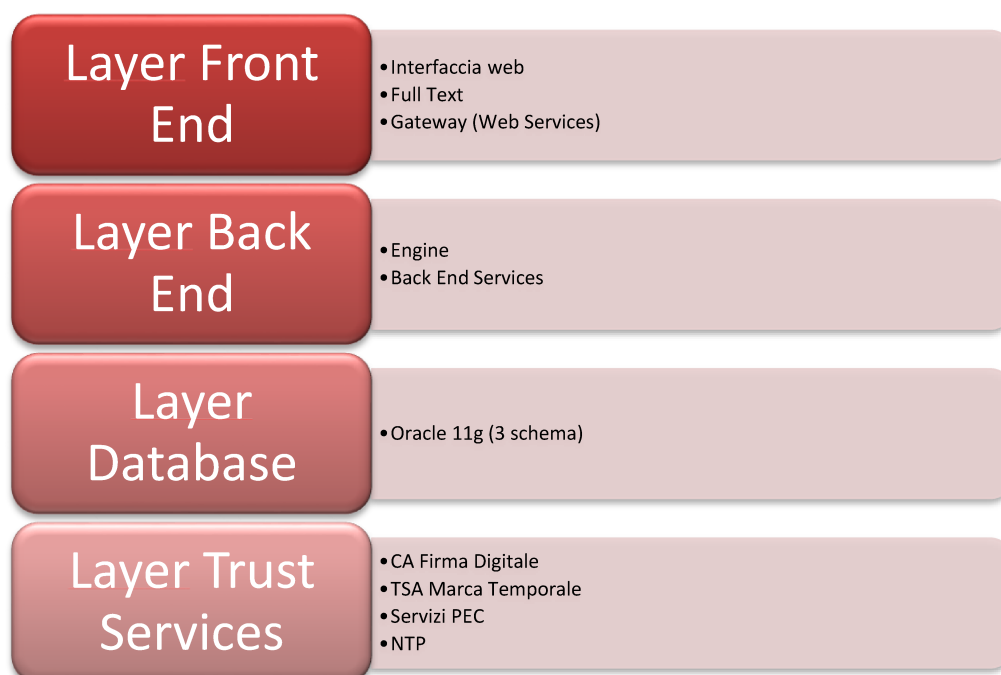 Layer Front
End
•Interfaccia web
•Full Text
•Gateway (Web Services)
Layer Back
End
•Engine
•Back End Services
Layer
Database
•Oracle 11g (3 schema)
Layer Trust
Services
•CA Firma Digitale
•TSA Marca Temporale
•Servizi PEC
•NTP